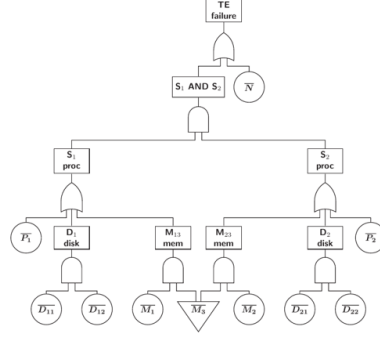 TE
failure
S₁ AND S₂
N̅
S₁
proc
S₂
proc
P₁̅
D₁
disk
M₁₃
mem
M₂₃
mem
D₂
disk
P₂̅
D₁₁̅
D₁₂̅
M₁̅
M₃̅
M₂̅
D₂₁̅
D₂₂̅